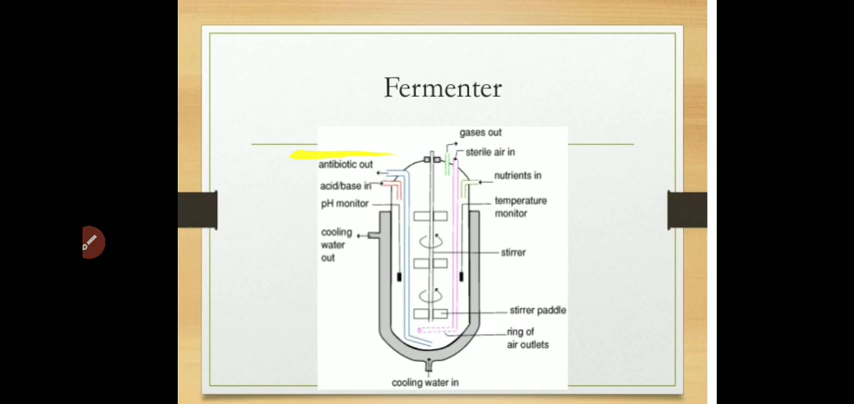 Fermenter
gases out
sterile air in
antibiotic out
nutrients in
acid/base in
pH monitor
temperature
monitor
cooling
water
out
stirrer
stirrer paddle
ring of
air outlets
cooling water in